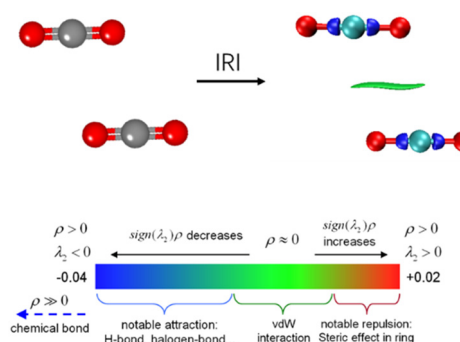 IRI
ρ > 0
λ₂ < 0
-0.04
sign(λ₂)ρ decreases
ρ ≈ 0
sign(λ₂)ρ
increases
ρ > 0
λ₂ > 0
+0.02
ρ ≫ 0
chemical bond
notable attraction:
H-bond, halogen-bond
vdW
interaction
notable repulsion:
Steric effect in ring